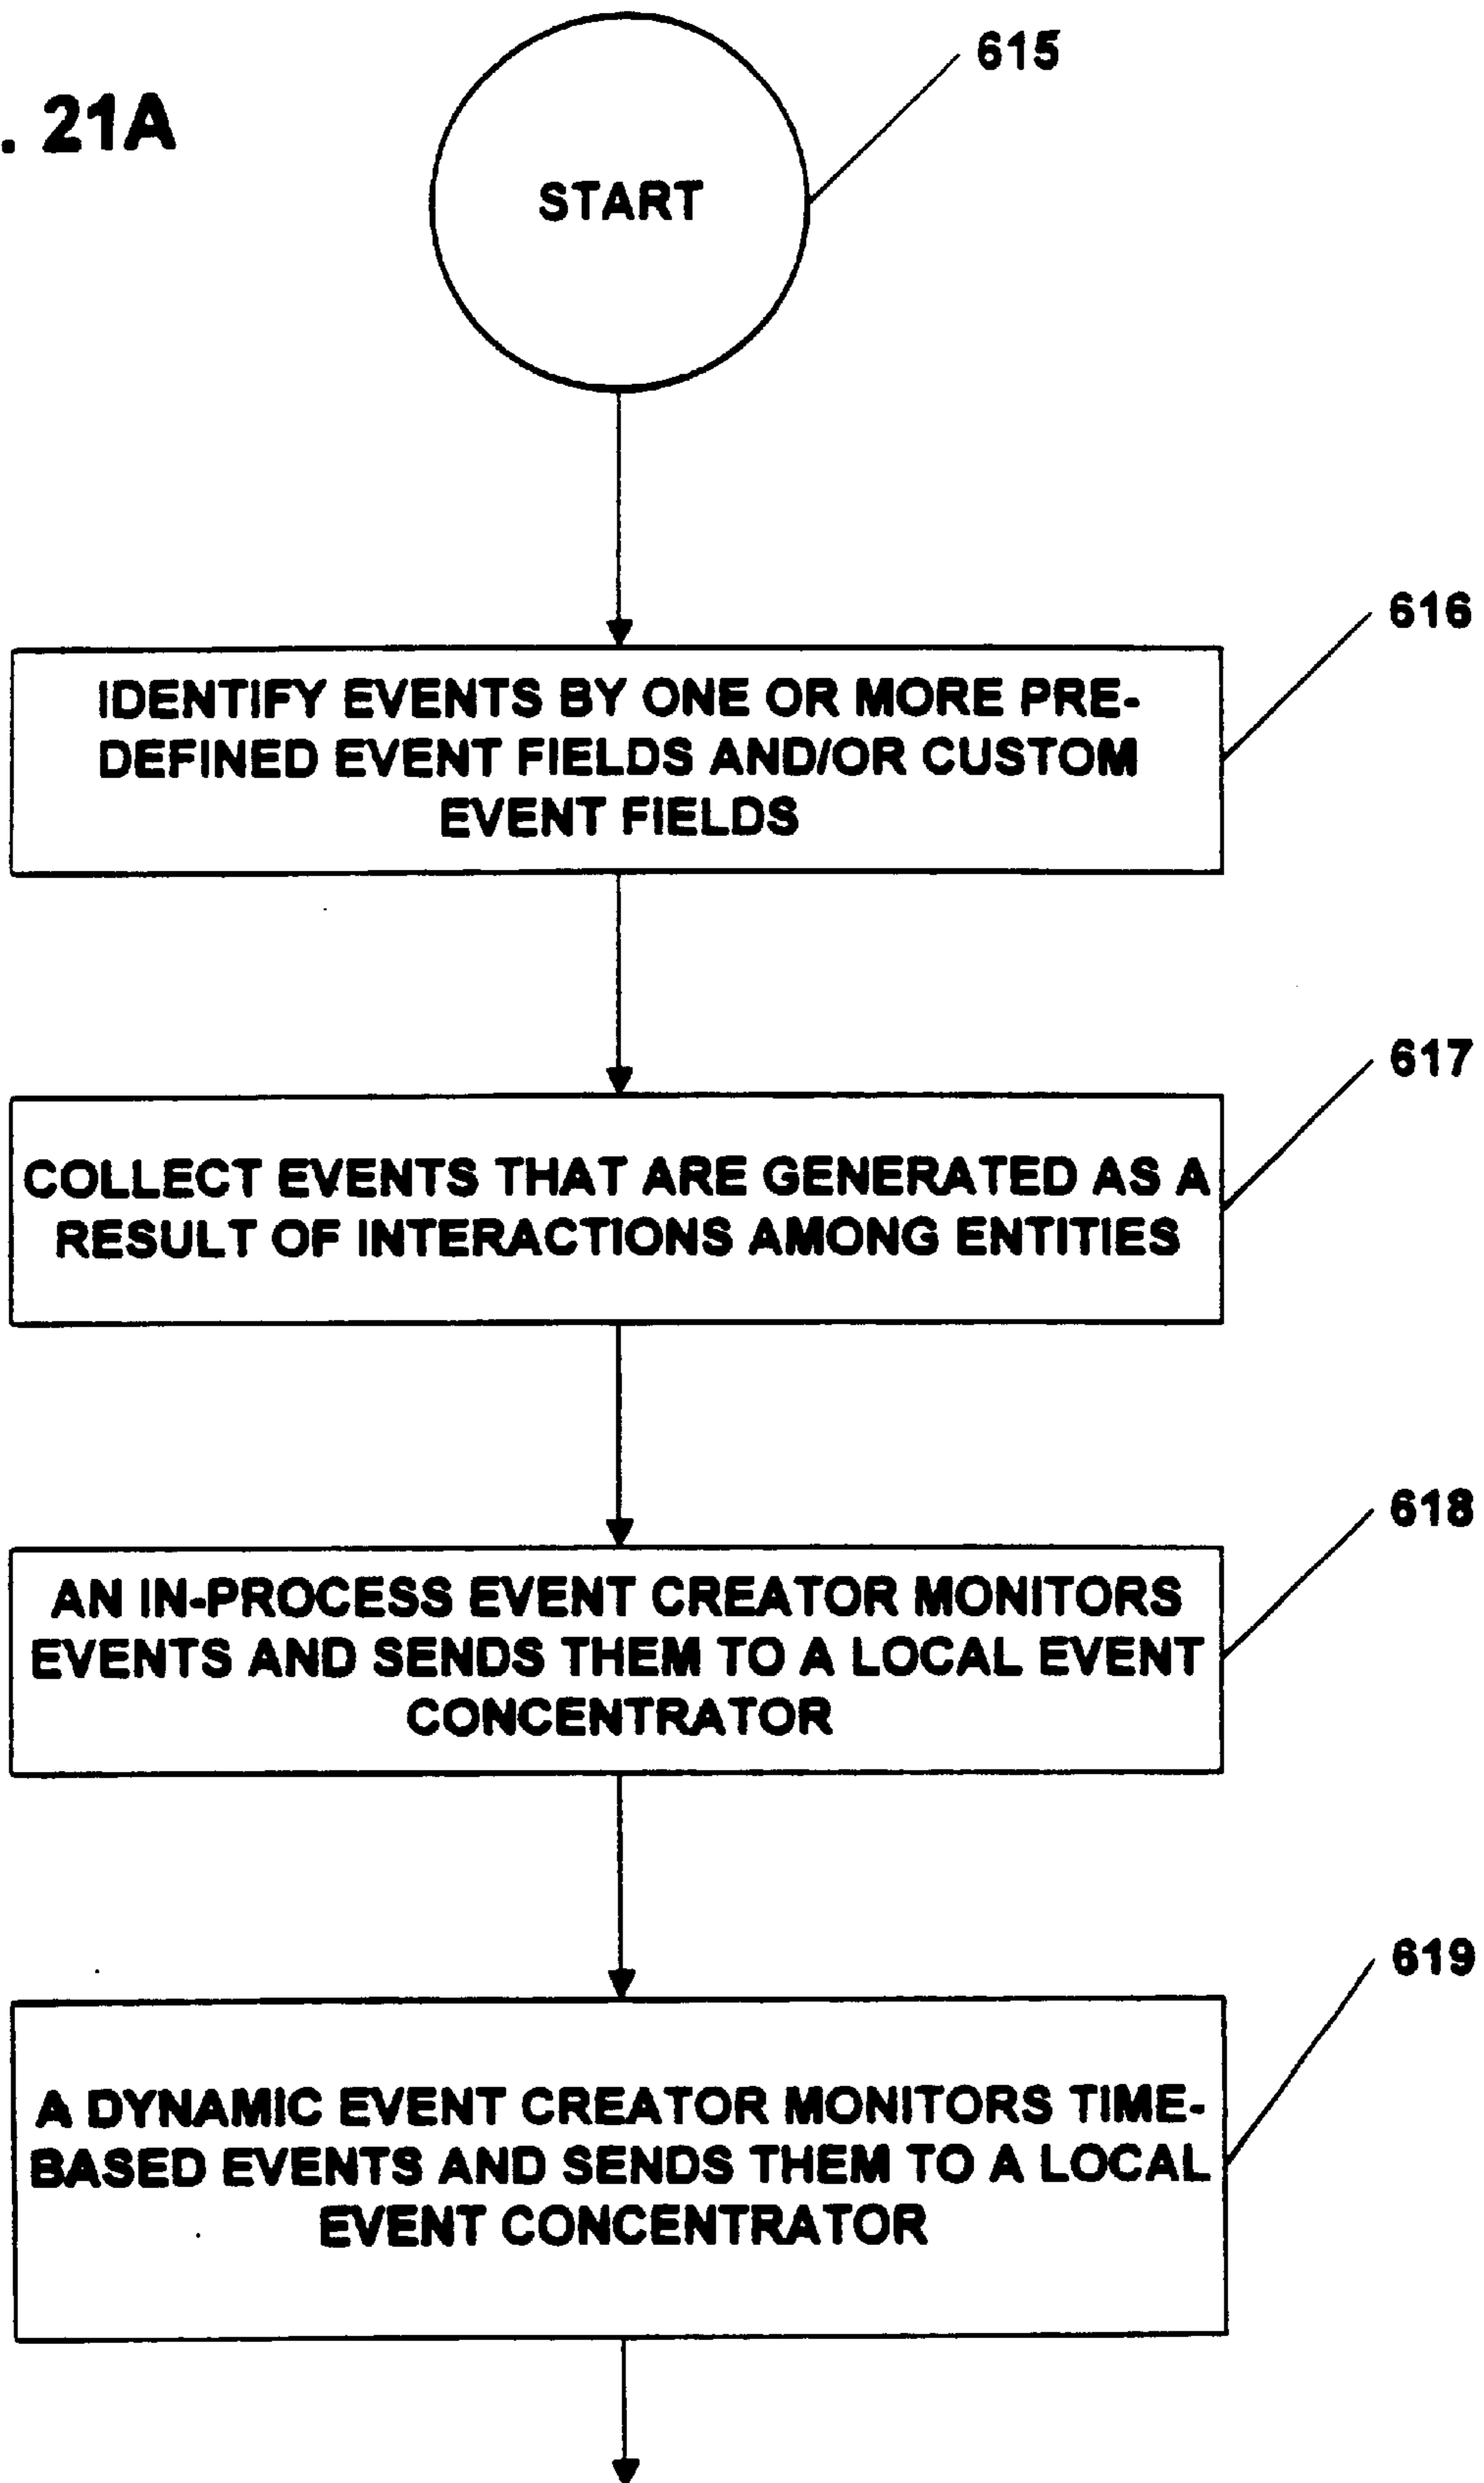 . 21A
615
START
616
IDENTIFY EVENTS BY ONE OR MORE PRE-
DEFINED EVENT FIELDS AND/OR CUSTOM
EVENT FIELDS
617
COLLECT EVENTS THAT ARE GENERATED AS A
RESULT OF INTERACTIONS AMONG ENTITIES
618
AN IN-PROCESS EVENT CREATOR MONITORS
EVENTS AND SENDS THEM TO A LOCAL EVENT
CONCENTRATOR
619
A DYNAMIC EVENT CREATOR MONITORS TIME-
BASED EVENTS AND SENDS THEM TO A LOCAL
EVENT CONCENTRATOR